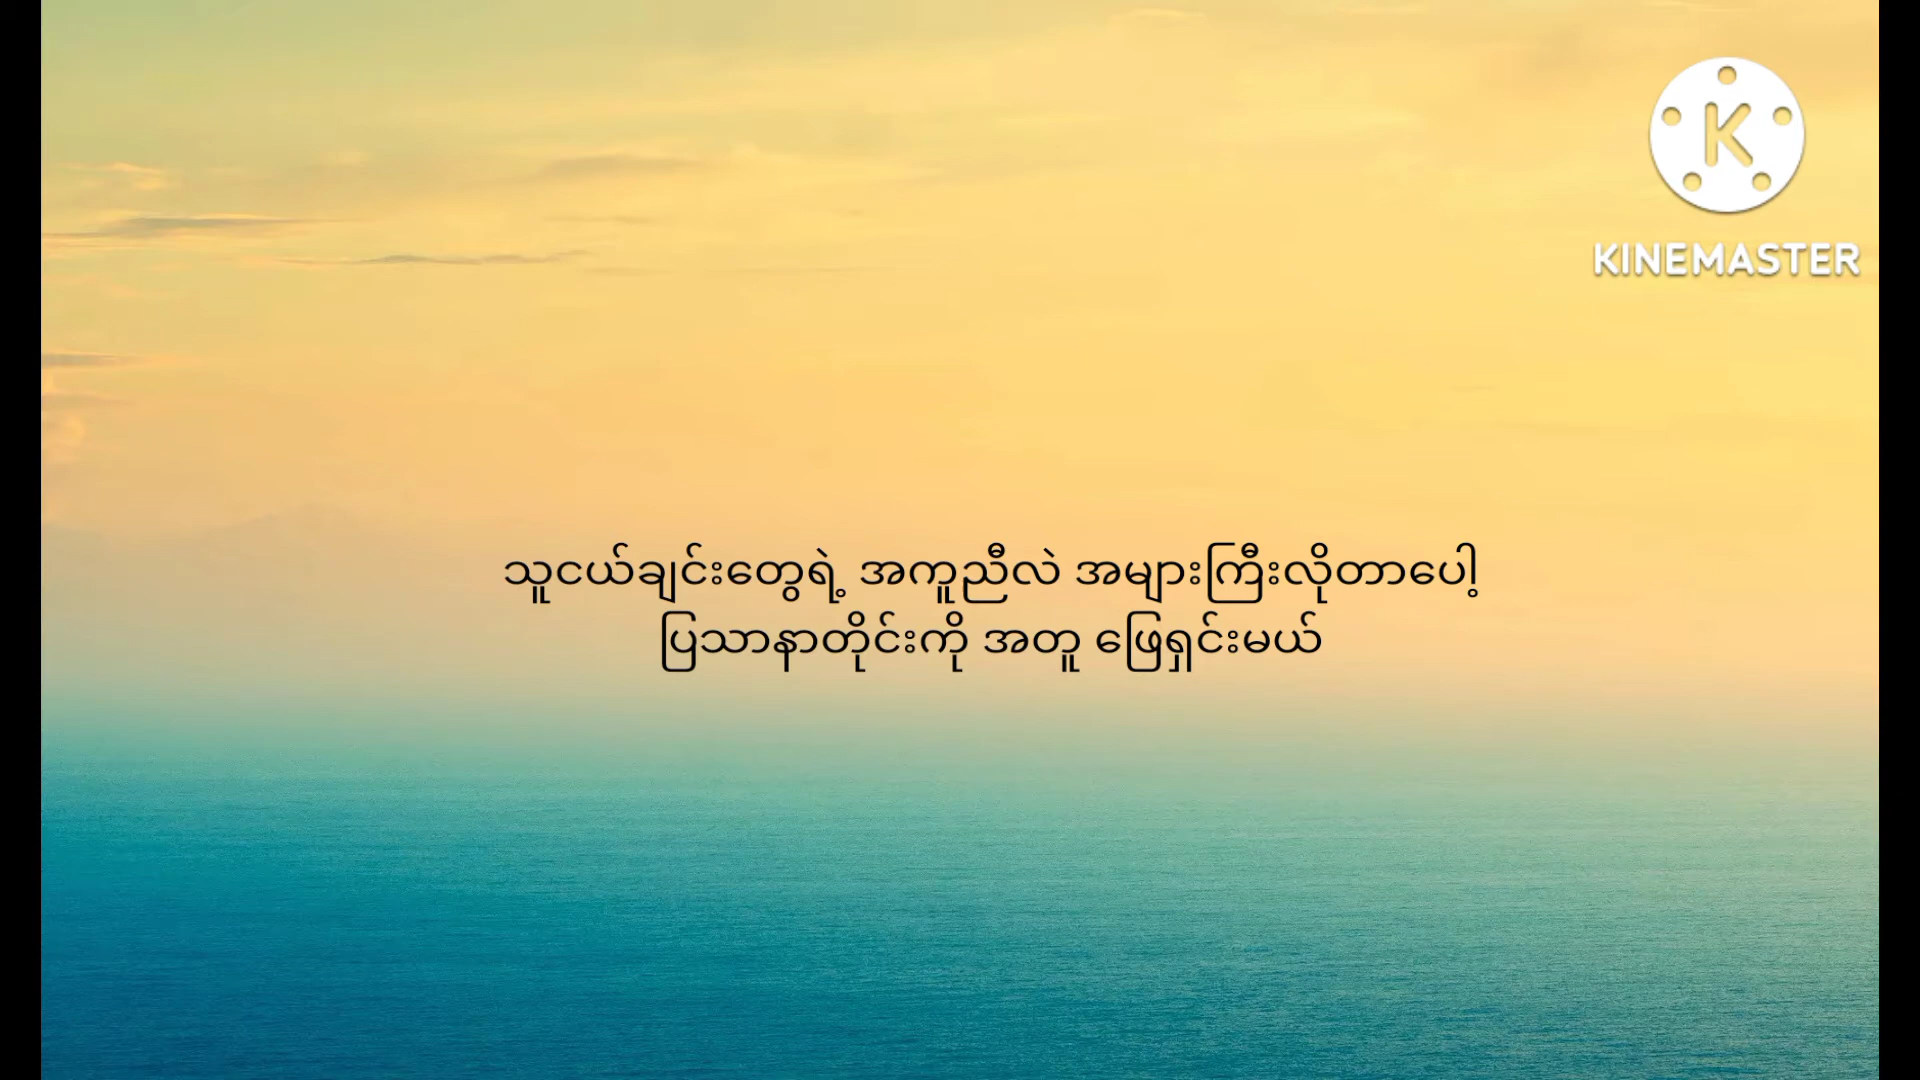 K
KINEMASTER
သူငယ်ချင်းတွေရဲ့ အကူညီလဲ အများကြီးလိုတာပေါ့
ပြသာနာတိုင်းကို အတူ ဖြေရှင်းမယ်